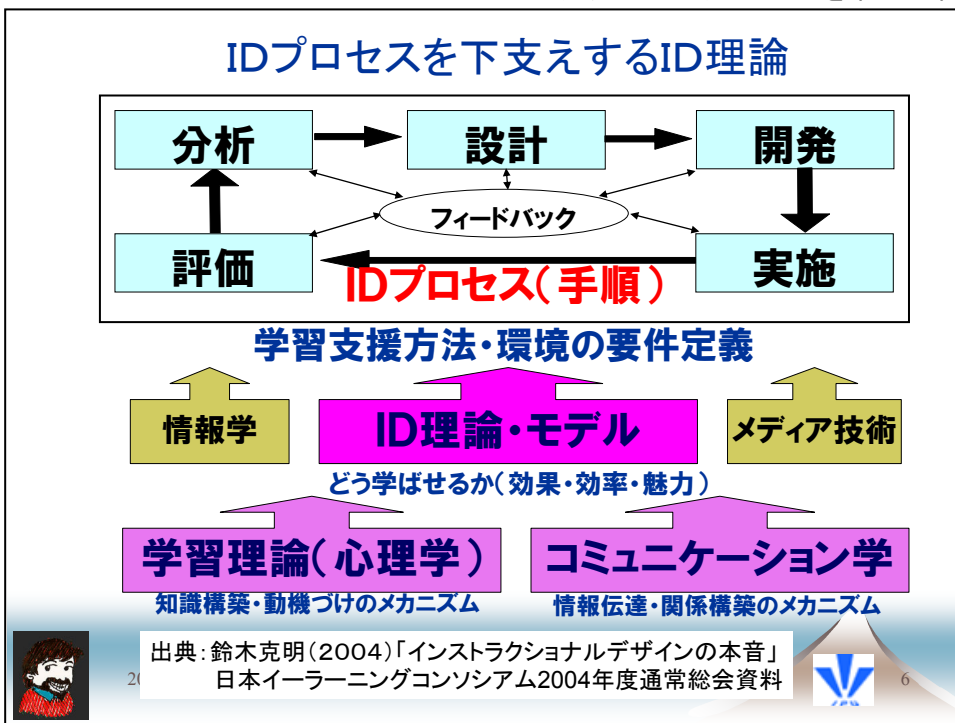 IDプロセスを下支えするID理論
分析
設計
開発
フィードバック
評価
実施
IDプロセス(手順)
学習支援方法・環境の要件定義
情報学
ID理論・モデル
メディア技術
どう学ばせるか(効果・効率・魅力)
学習理論(心理学)
コミュニケーション学
知識構築・動機づけのメカニズム
情報伝達・関係構築のメカニズム
出典:鈴木克明(2004)「インストラクショナルデザインの本音」
日本イーラーニングコンソシアム2004年度通常総会資料
6